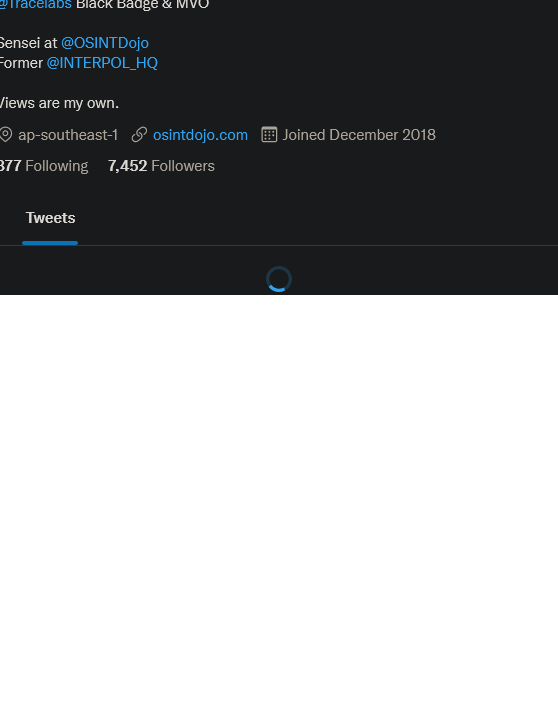 @Tracelabs Black Badge & MVO
Sensei at @OSINTDojo
Former @INTERPOL_HQ
Views are my own.
ap-southeast-1 osintdojo.com Joined December 2018
377 Following 7,452 Followers
Tweets